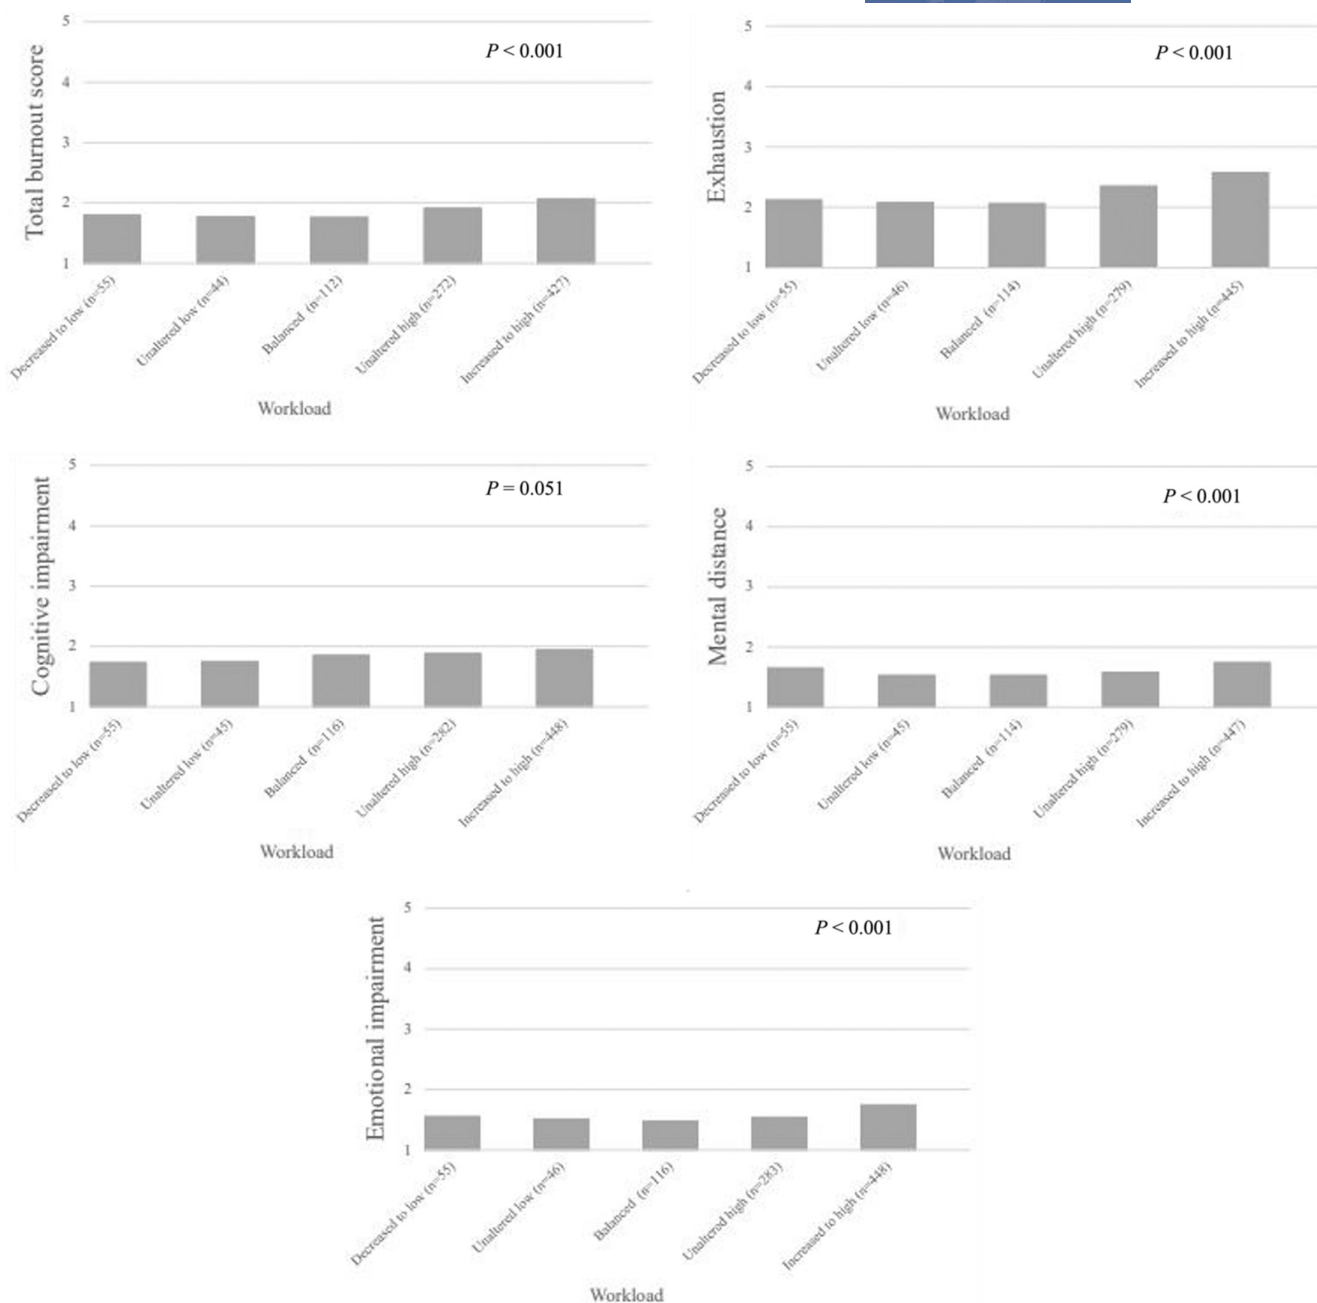 Total burnout score
5
4
3
2
1
P < 0.001
Decreased to low (n=55)
Unaltered low (n=44)
Balanced (n=112)
Unaltered high (n=272)
Increased to high (n=427)
Workload
Exhaustion
5
4
3
2
1
P < 0.001
Decreased to low (n=55)
Unaltered low (n=46)
Balanced (n=114)
Unaltered high (n=279)
Increased to high (n=445)
Workload
Cognitive impairment
5
4
3
2
1
P = 0.051
Decreased to low (n=55)
Unaltered low (n=45)
Balanced (n=116)
Unaltered high (n=282)
Increased to high (n=448)
Workload
Mental distance
5
4
3
2
1
P < 0.001
Decreased to low (n=55)
Unaltered low (n=45)
Balanced (n=114)
Unaltered high (n=279)
Increased to high (n=447)
Workload
Emotional impairment
5
4
3
2
1
P < 0.001
Decreased to low (n=55)
Unaltered low (n=46)
Balanced (n=116)
Unaltered high (n=283)
Increased to high (n=448)
Workload